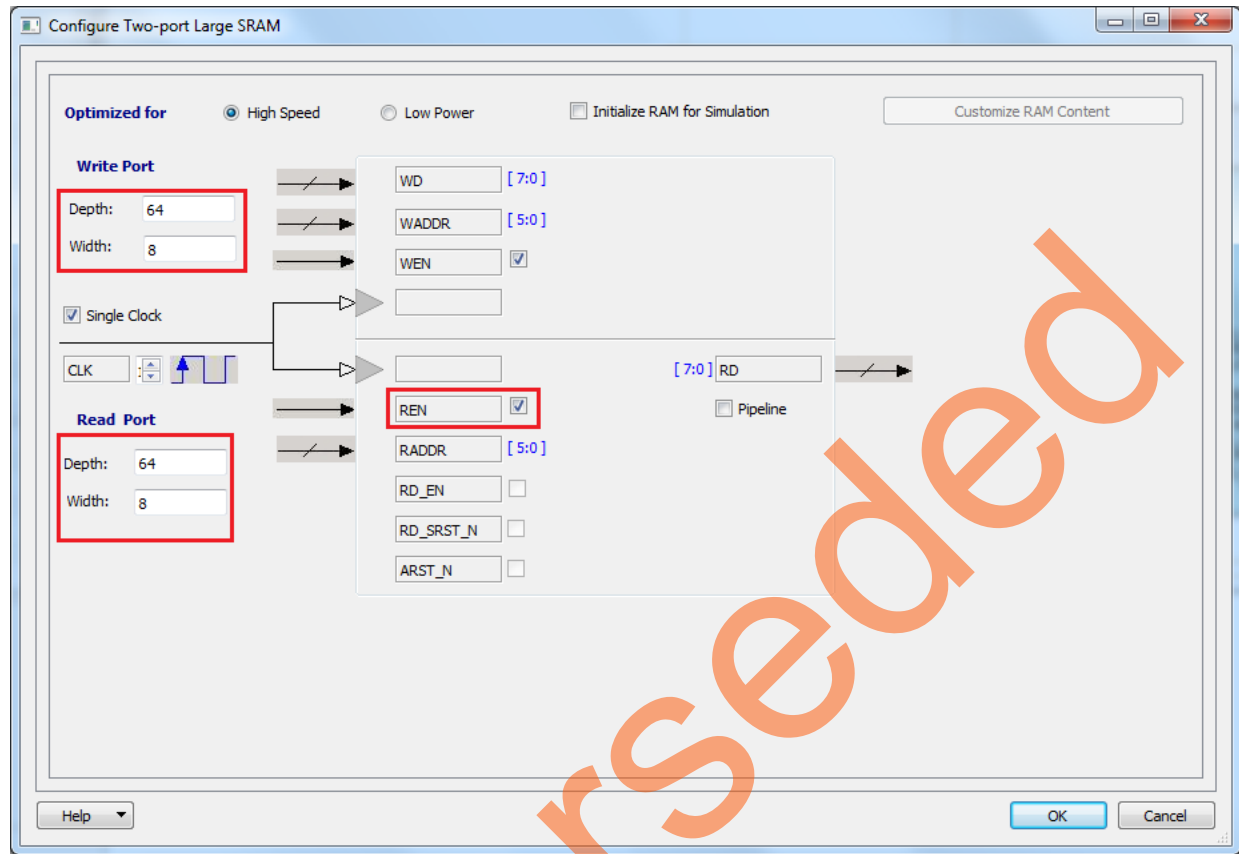 Configure Two-port Large SRAM
Optimized for High Speed Low Power Initialize RAM for Simulation Customize RAM Content
Write Port
WD [ 7:0 ]
Depth: 64
WADDR [ 5:0 ]
Width: 8
WEN
Single Clock
CLK
[ 7:0 ] RD
REN
Pipeline
Read Port
RADDR [ 5:0 ]
Depth: 64
RD_EN
Width: 8
RD_SRST_N
ARST_N
rseded
Help OK Cancel